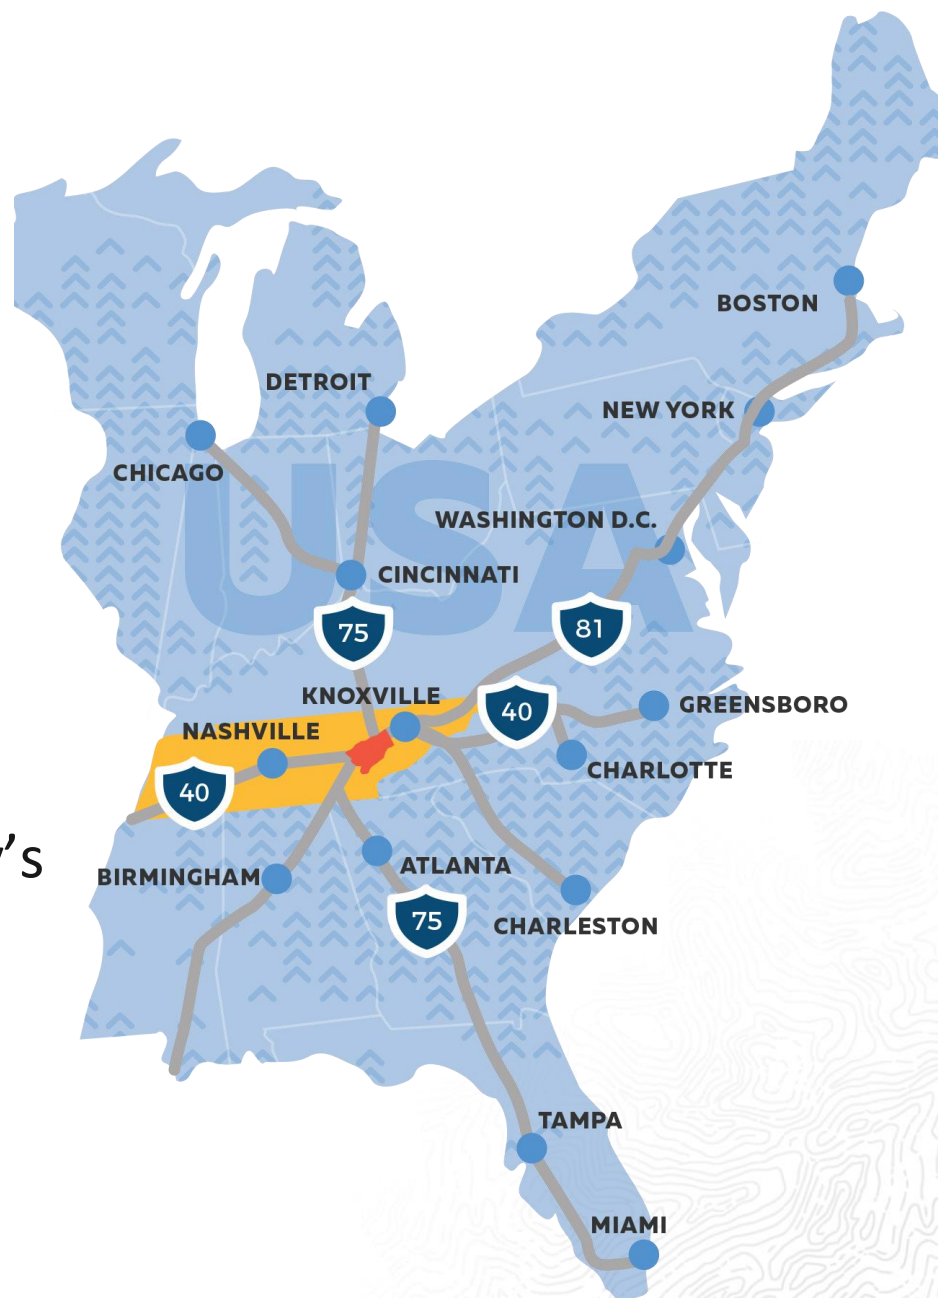 BOSTON
DETROIT
NEW YORK
CHICAGO
USA
WASHINGTON D.C.
CINCINNATI
75
81
KNOXVILLE
40
GREENSBORO
NASHVILLE
CHARLOTTE
40
ATLANTA
BIRMINGHAM
75
CHARLESTON
TAMPA
MIAMI